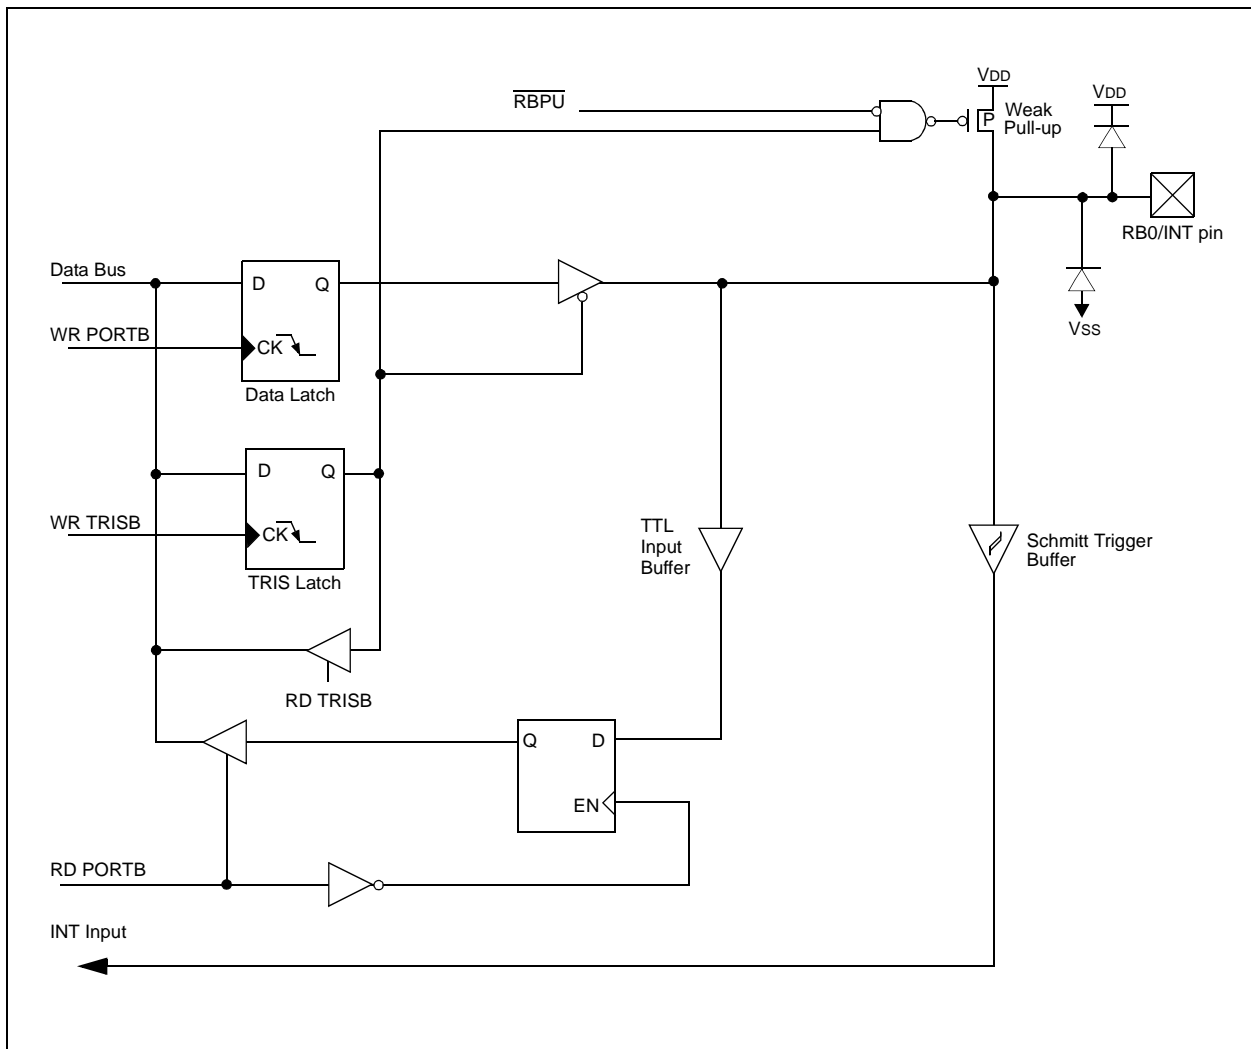 VDD
VDD
RBPU
P
Weak
Pull-up
RB0/INT pin
VSS
Data Bus
D
Q
WR PORTB
CK
Data Latch
D
Q
WR TRISB
CK
TRIS Latch
TTL
Input
Buffer
Schmitt Trigger
Buffer
RD TRISB
Q
D
EN
RD PORTB
INT Input